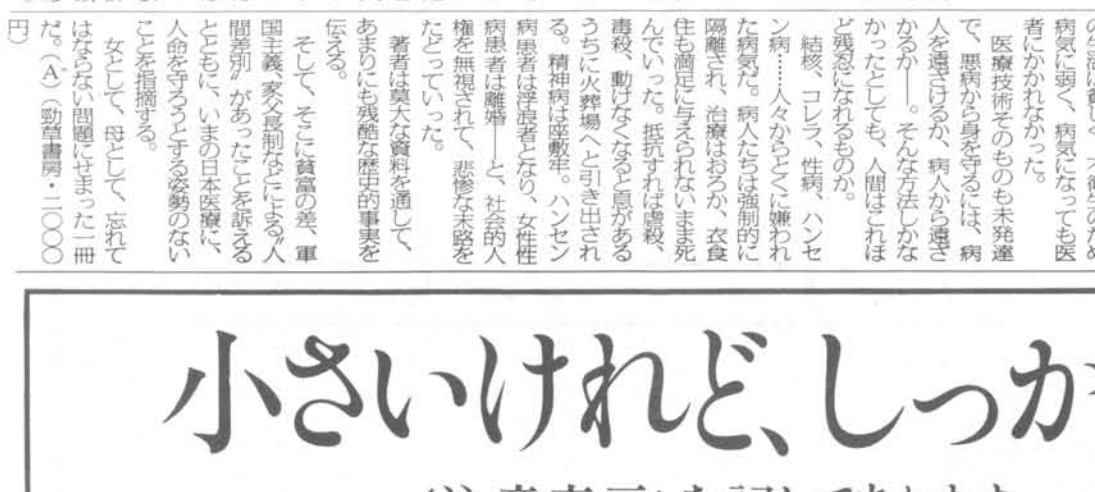 の生活は貧しく、不衛生のため
病気に弱く、病気になっても医
者にかかれなかった。
医療技術そのものも未発達
で、悪病から身を守るには、病
人を遠ざけるか、病人から遠ざ
かるか――。そんな方法しかな
かったとしても、人間はこれほ
ど残忍になれるものか。
結核、コレラ、性病、ハンセ
ン病……人々からとくに嫌われ
た病気だ。病人たちは強制的に
隔離され、治療はおろか、衣食
住も満足に与えられないまま死
んでいった。抵抗すれば虐殺、
毒殺、動けなくなると息がある
うちに火葬場へと引き出され
る。精神病は座敷牢。ハンセン
病患者は浮浪者となり、女性性
病患者は離婚――と、社会的人
権を無視されて、悲惨な末路を
たどっていった。
著者は莫大な資料を通して、
あまりにも残酷な歴史的事実を
伝える。
そして、そこに貧富の差、軍
国主義、家父長制などによる〝人
間差別〟があったことを訴える
とともに、いまの日本医療に、
人命を守ろうとする姿勢のない
ことを指摘する。
女として、母として、忘れて
はならない問題にせまった一冊
だ。(A)(勁草書房・二〇〇〇
円)
小さいけれど、しっか